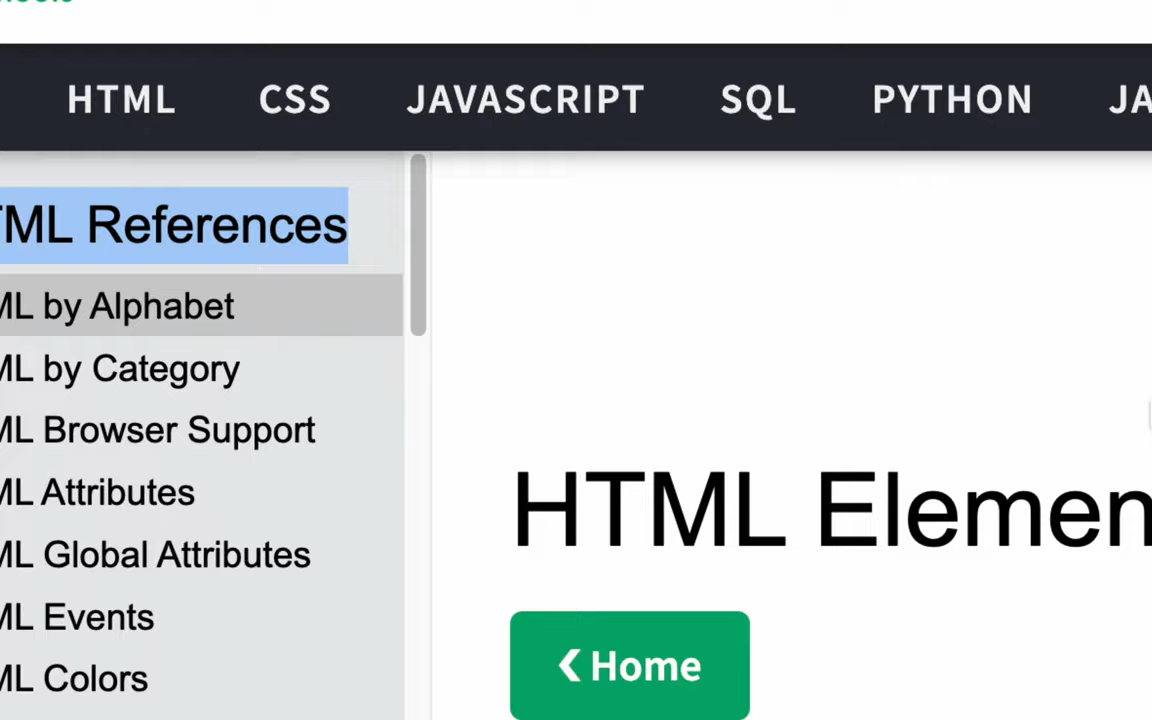 HTML CSS JAVASCRIPT SQL PYTHON JA
ML References
ML by Alphabet
ML by Category
ML Browser Support
ML Attributes
ML Global Attributes
ML Events
ML Colors
HTML Elemen
❮ Home